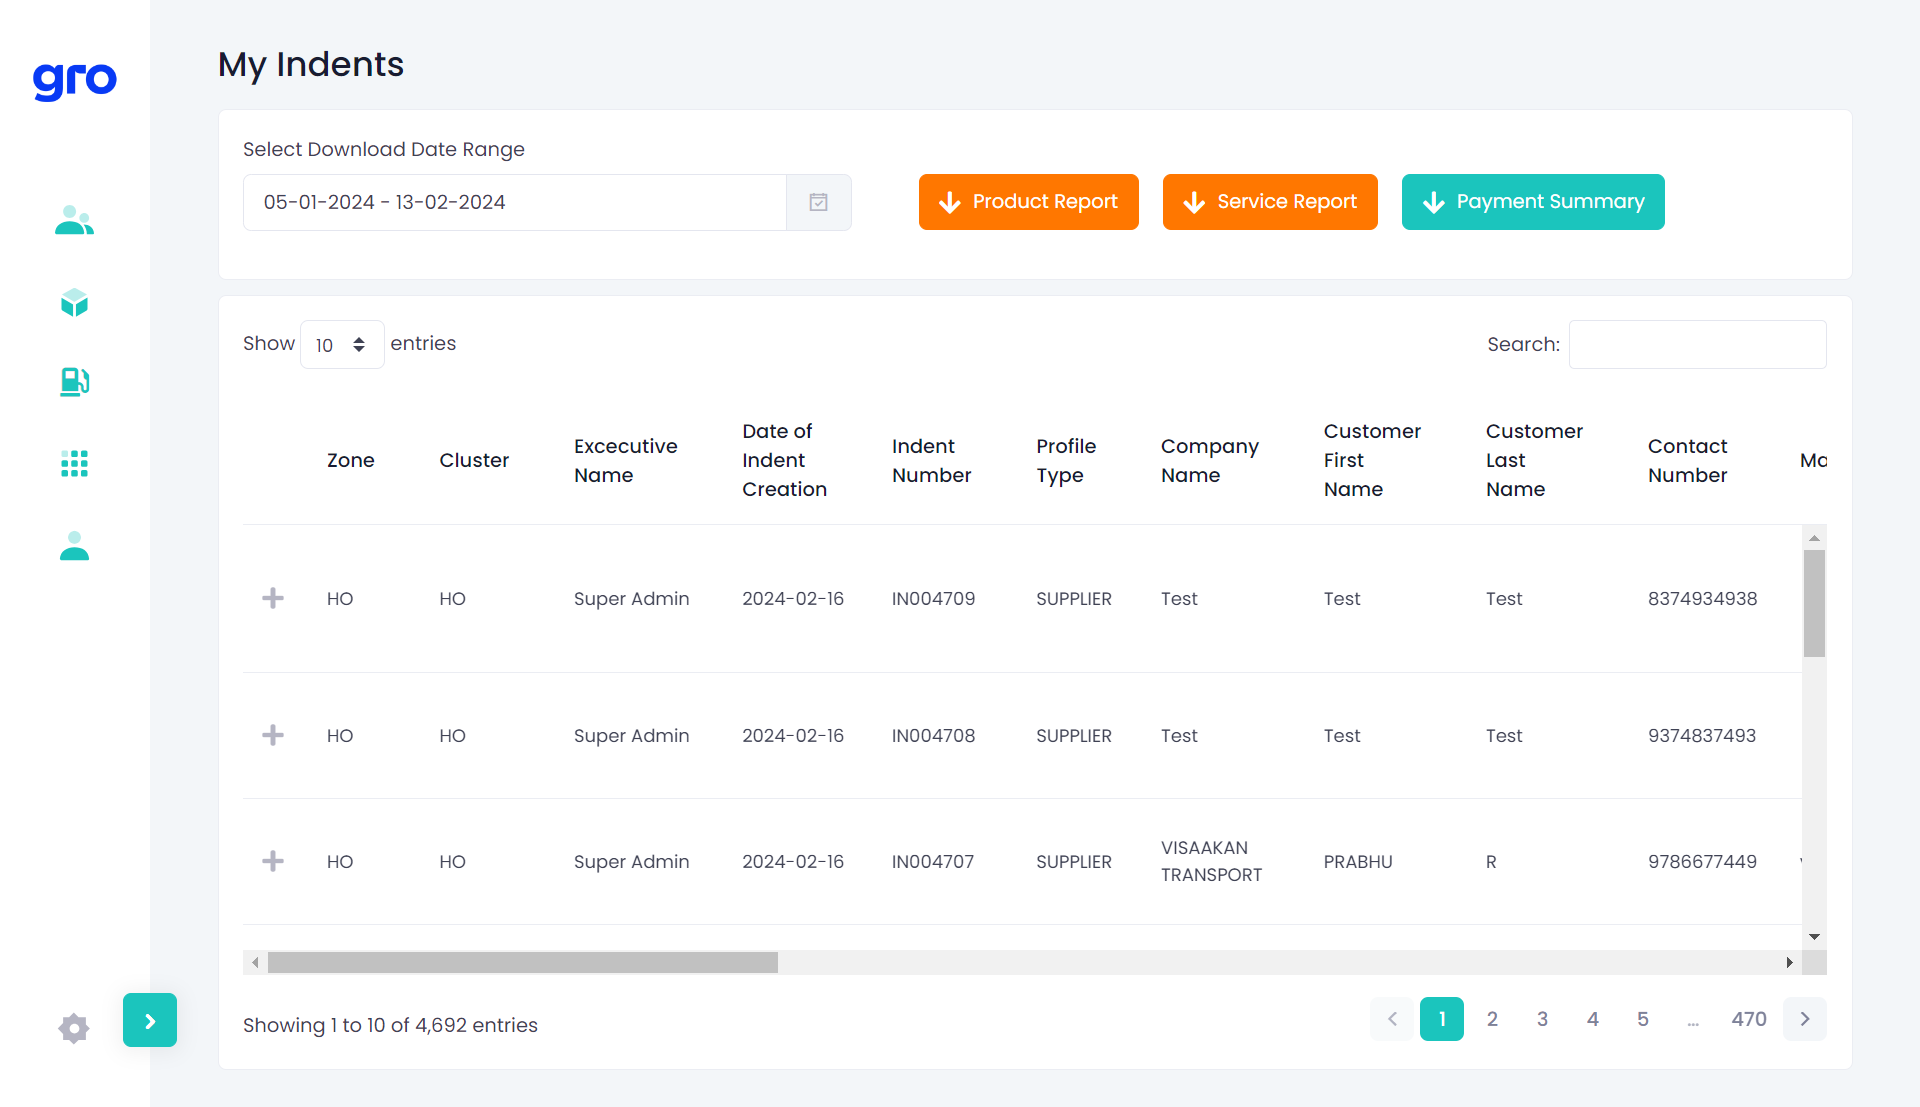 gro
My Indents
Select Download Date Range
05-01-2024 - 13-02-2024
Product Report
Service Report
Payment Summary
Show 10 entries
Search:
Zone
Cluster
Excecutive
Name
Date of
Indent
Creation
Indent
Number
Profile
Type
Company
Name
Customer
First
Name
Customer
Last
Name
Contact
Number
Ma
HO HO Super Admin 2024-02-16 IN004709 SUPPLIER Test Test Test 8374934938
HO HO Super Admin 2024-02-16 IN004708 SUPPLIER Test Test Test 9374837493
HO HO Super Admin 2024-02-16 IN004707 SUPPLIER VISAAKAN
TRANSPORT PRABHU R 9786677449
Showing 1 to 10 of 4,692 entries
1 2 3 4 5 ... 470